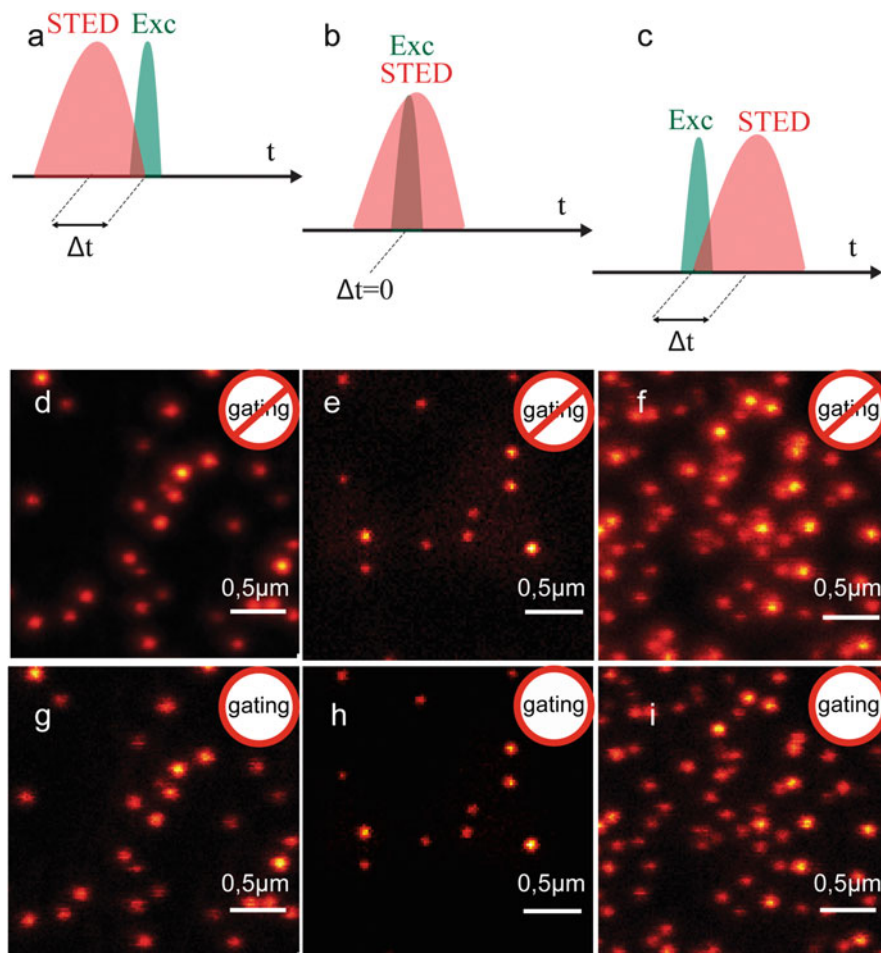 a
STED Exc
t
Δt
b
Exc
STED
t
Δt=0
c
Exc STED
t
Δt
d
gating
0,5μm
e
gating
0,5μm
f
gating
0,5μm
g
gating
0,5μm
h
gating
0,5μm
i
gating
0,5μm